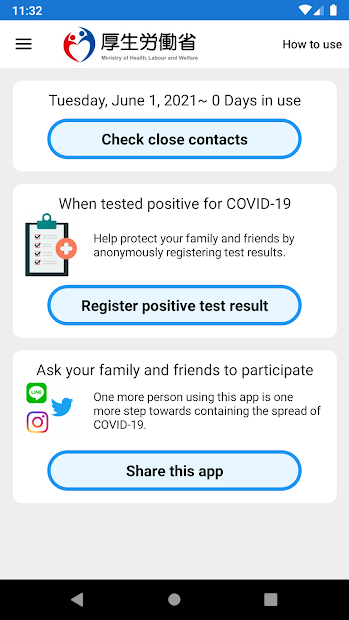 11:32
厚生労働省
Ministry of Health, Labour and Welfare
How to use
Tuesday, June 1, 2021~ 0 Days in use
Check close contacts
When tested positive for COVID-19
Help protect your family and friends by
anonymously registering test results.
Register positive test result
Ask your family and friends to participate
LINE
One more person using this app is one
more step towards containing the spread of
COVID-19.
Share this app